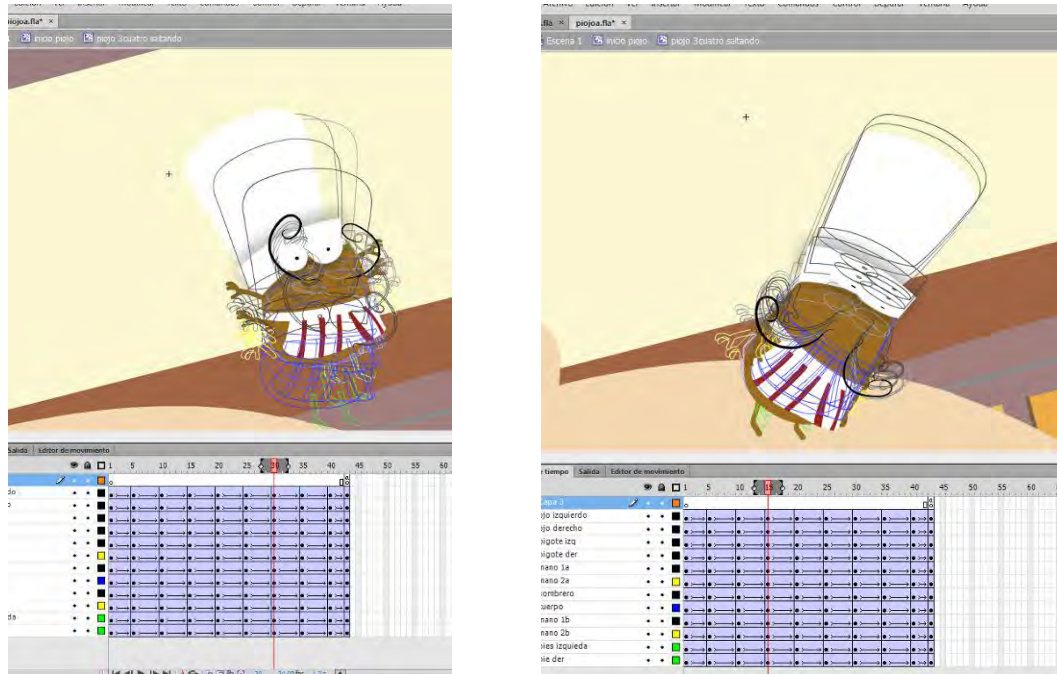 piojoa.fla* ×
inicio piojo piojo 3cuatro saltando
Salida Editor de movimiento
1 5 10 15 20 25 30 35 40 45 50 55 60
.fla × piojoa.fla* ×
Escena 1 inicio piojo piojo 3cuatro saltando
tiempo Salida Editor de movimiento
1 5 10 15 20 25 30 35 40 45 50 55 60
Capa 3
ojo izquierdo
ojo derecho
bigote izq
bigote der
mano 1a
mano 2a
sombrero
cuerpo
mano 1b
mano 2b
pies izquieda
pie der